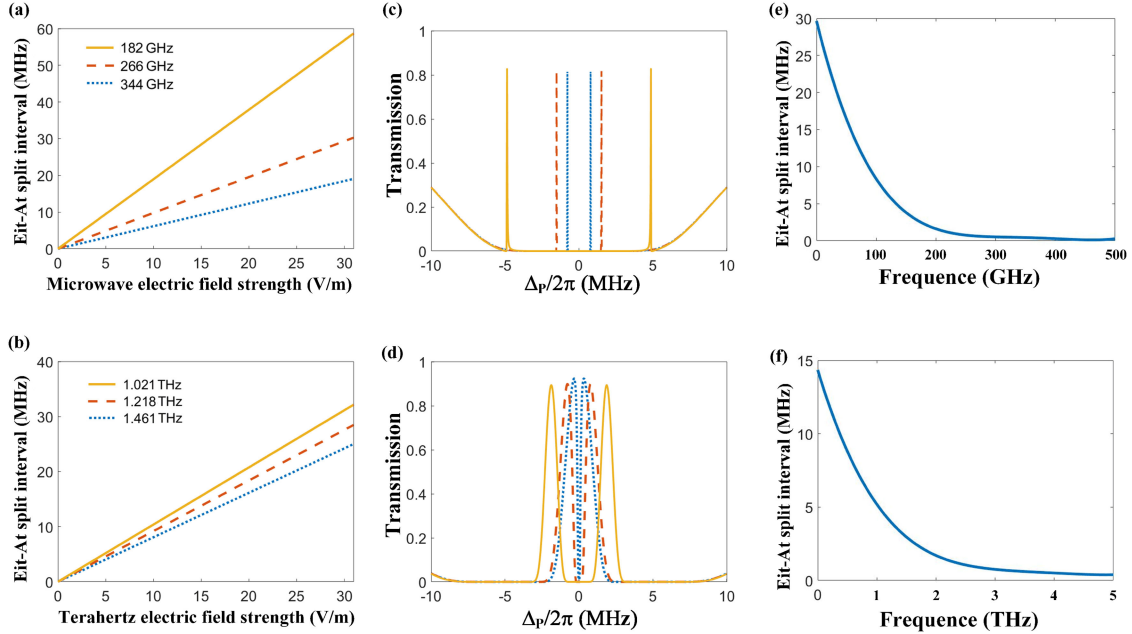 (a)
Eit-At split interval (MHz)
60
50
40
30
20
10
0
182 GHz
266 GHz
344 GHz
0 5 10 15 20 25 30
Microwave electric field strength (V/m)
(c)
Transmission
1
0.8
0.6
0.4
0.2
0
-10 -5 0 5 10
Δₚ/2π (MHz)
(e)
Eit-At split interval (MHz)
30
25
20
15
10
5
0
0 100 200 300 400 500
Frequence (GHz)
(b)
Eit-At split interval (MHz)
40
30
20
10
0
1.021 THz
1.218 THz
1.461 THz
0 5 10 15 20 25 30
Terahertz electric field strength (V/m)
(d)
Transmission
1
0.8
0.6
0.4
0.2
0
-10 -5 0 5 10
Δₚ/2π (MHz)
(f)
Eit-At split interval (MHz)
15
10
5
0
0 1 2 3 4 5
Frequence (THz)